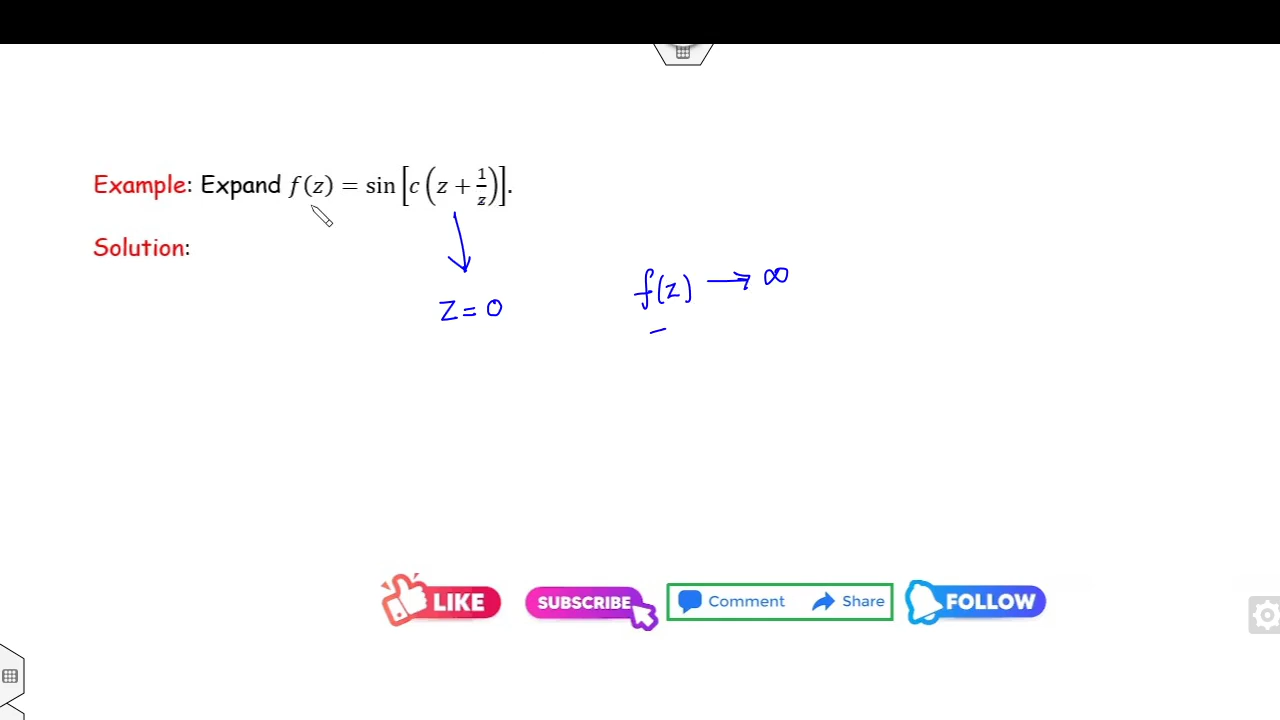 Example: Expand f(z) = sin [c (z + 1/z)].
Solution:
z = 0
f(z) → ∞
LIKE
SUBSCRIBE
Comment Share
FOLLOW